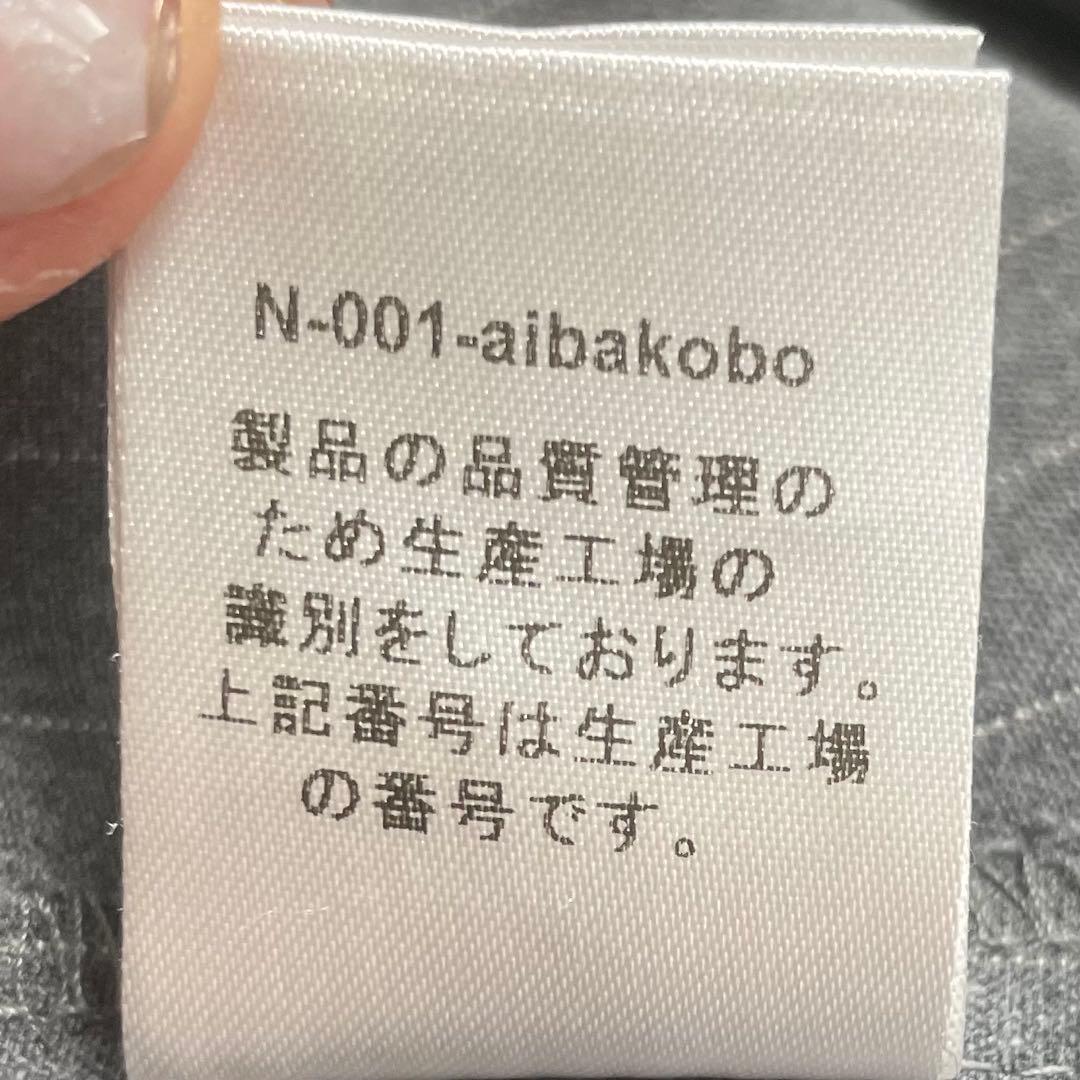 N-001-aibakobo
製品の品質管理の
ため生産工場の
識別をしております。
上記番号は生産工場
の番号です。